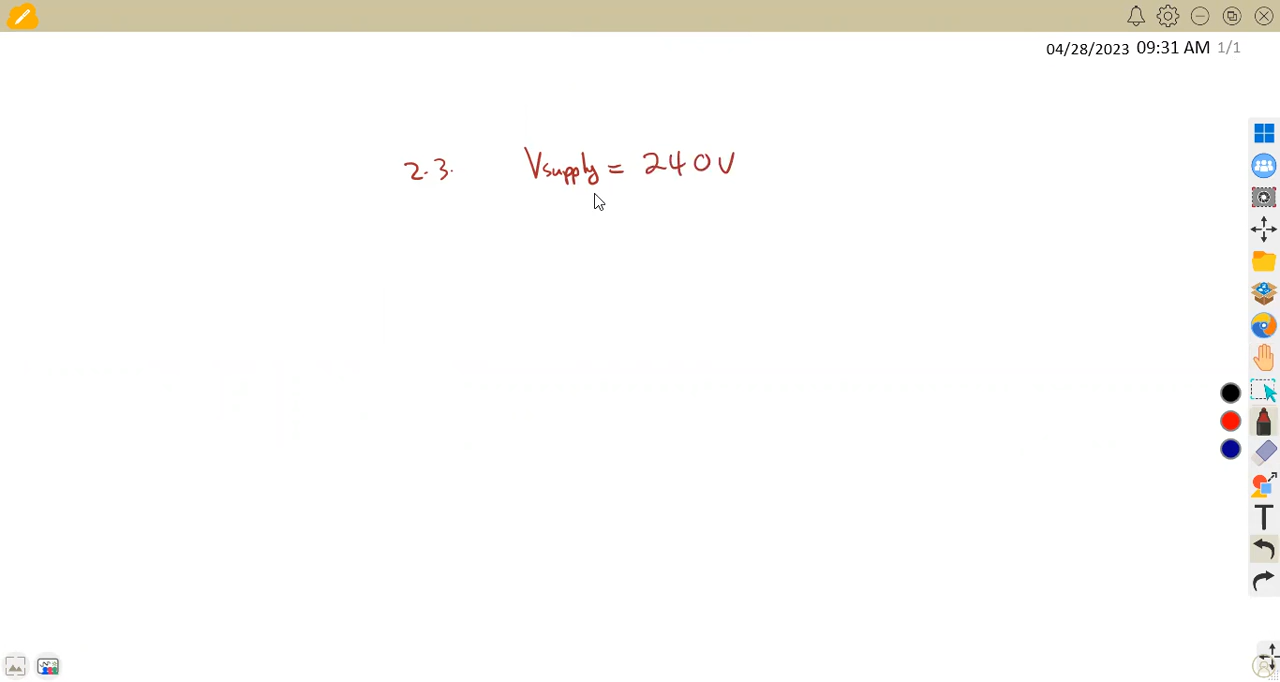 04/28/2023 09:31 AM 1/1
2.3. Vsupply = 240V
T